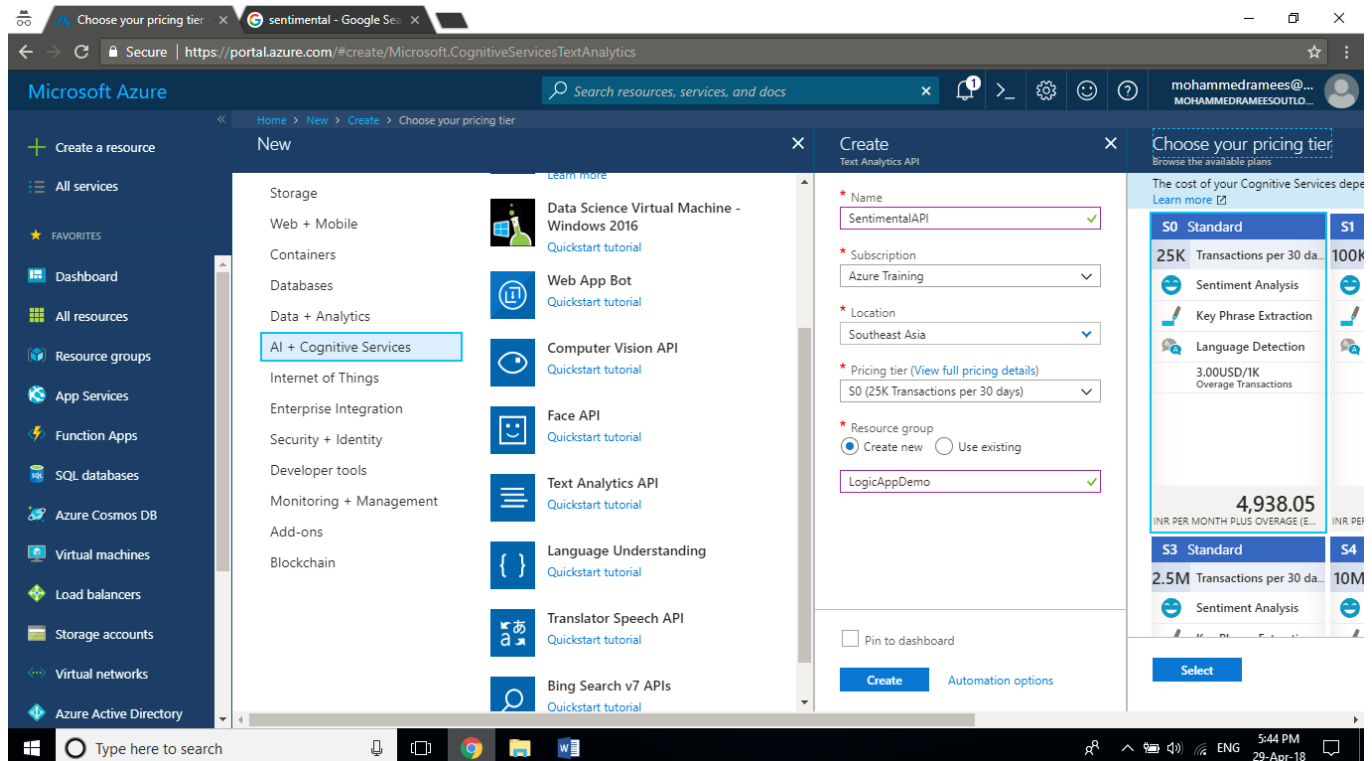 Choose your pricing tier -
sentimental - Google Sea
Secure | https://portal.azure.com/#create/Microsoft.CognitiveServicesTextAnalytics
Microsoft Azure
Search resources, services, and docs
1
mohammedramees@...
MOHAMMEDRAMEESOUTLO...
Home > New > Create > Choose your pricing tier
Create a resource
All services
FAVORITES
Dashboard
All resources
Resource groups
App Services
Function Apps
SQL databases
Azure Cosmos DB
Virtual machines
Load balancers
Storage accounts
Virtual networks
Azure Active Directory
New
Storage
Web + Mobile
Containers
Databases
Data + Analytics
AI + Cognitive Services
Internet of Things
Enterprise Integration
Security + Identity
Developer tools
Monitoring + Management
Add-ons
Blockchain
Learn more
Data Science Virtual Machine -
Windows 2016
Quickstart tutorial
Web App Bot
Quickstart tutorial
Computer Vision API
Quickstart tutorial
Face API
Quickstart tutorial
Text Analytics API
Quickstart tutorial
Language Understanding
Quickstart tutorial
Translator Speech API
Quickstart tutorial
Bing Search v7 APIs
Quickstart tutorial
Create
Text Analytics API
* Name
SentimentalAPI
* Subscription
Azure Training
* Location
Southeast Asia
* Pricing tier (View full pricing details)
S0 (25K Transactions per 30 days)
* Resource group
Create new
Use existing
LogicAppDemo
Pin to dashboard
Create
Automation options
Choose your pricing tier
Browse the available plans
The cost of your Cognitive Services depe
Learn more
S0 Standard
25K Transactions per 30 da...
Sentiment Analysis
Key Phrase Extraction
Language Detection
3.00USD/1K
Overage Transactions
4,938.05
INR PER MONTH PLUS OVERAGE (E...
S1
100K
INR PER
S3 Standard
2.5M Transactions per 30 da...
Sentiment Analysis
S4
10M
Select
Type here to search
ENG
5:44 PM
29-Apr-18